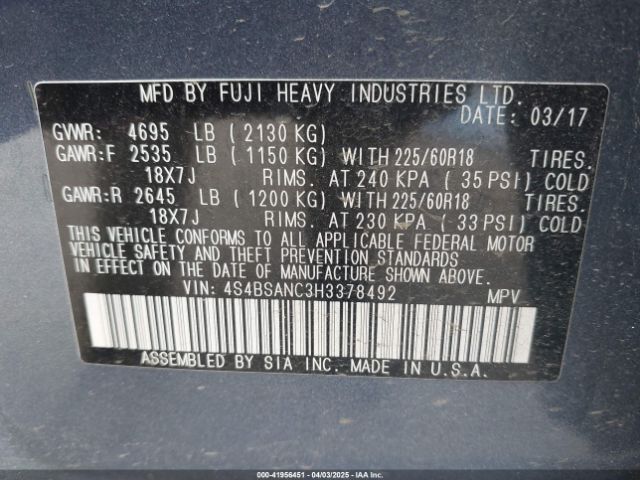 MFD BY FUJI HEAVY INDUSTRIES LTD.
DATE: 03/17
GVWR: 4695 LB ( 2130 KG)
GAWR:F 2535 LB ( 1150 KG) WITH 225/60R18 TIRES.
18X7J RIMS. AT 240 KPA ( 35 PSI) COLD
GAWR:R 2645 LB ( 1200 KG) WITH 225/60R18 TIRES.
18X7J RIMS. AT 230 KPA ( 33 PSI) COLD
THIS VEHICLE CONFORMS TO ALL APPLICABLE FEDERAL MOTOR
VEHICLE SAFETY AND THEFT PREVENTION STANDARDS
IN EFFECT ON THE DATE OF MANUFACTURE SHOWN ABOVE.
VIN: 4S4BSANC3H3378492 MPV
ASSEMBLED BY SIA INC. MADE IN U.S.A.
000-41956451 - 04/03/2025 - COPYRIGHT IAA, LLC.